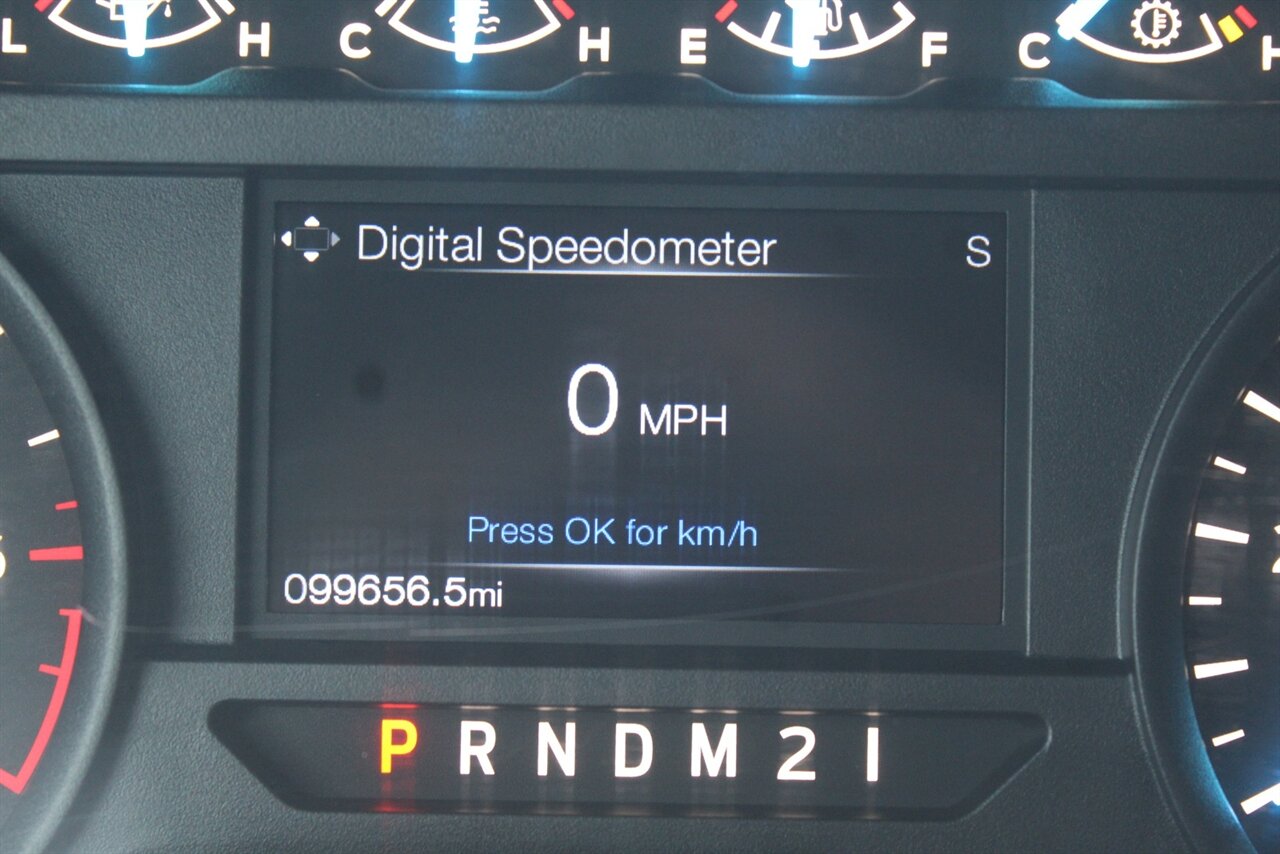 L H C H E F C H
Digital Speedometer S
0 MPH
Press OK for km/h
099656.5mi
P R N D M 2 1